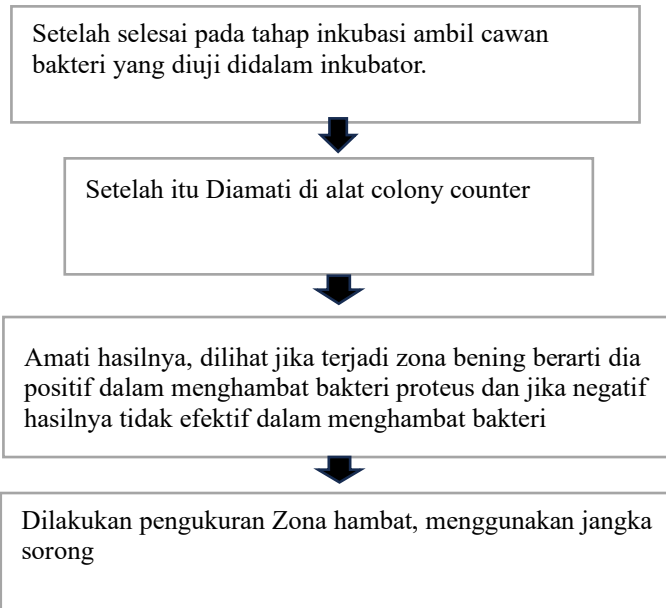 Setelah selesai pada tahap inkubasi ambil cawan
bakteri yang diuji didalam inkubator.
Setelah itu Diamati di alat colony counter
Amati hasilnya, dilihat jika terjadi zona bening berarti dia
positif dalam menghambat bakteri proteus dan jika negatif
hasilnya tidak efektif dalam menghambat bakteri
Dilakukan pengukuran Zona hambat, menggunakan jangka
sorong